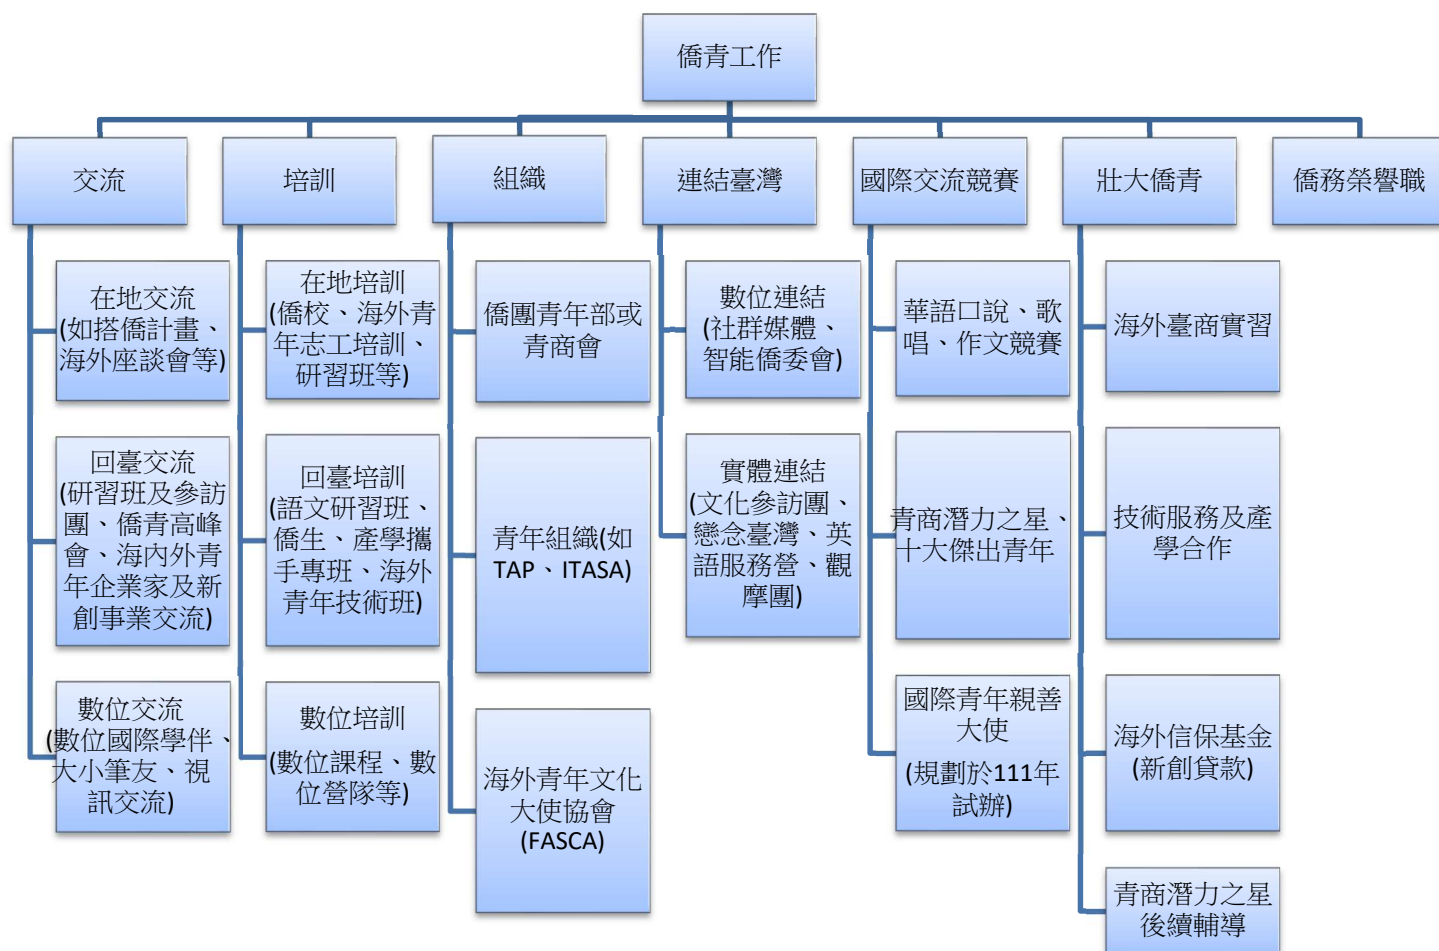 僑青工作
交流
培訓
組織
連結臺灣
國際交流競賽
壯大僑青
僑務榮譽職
在地交流
(如搭僑計畫、
海外座談會等)
回臺交流
(研習班及參訪
團、僑青高峰
會、海內外青
年企業家及新
創事業交流)
數位交流
(數位國際學伴、
大小筆友、視
訊交流)
在地培訓
(僑校、海外青
年志工培訓、
研習班等)
回臺培訓
(語文研習班、
僑生、產學攜
手專班、海外
青年技術班)
數位培訓
(數位課程、數
位營隊等)
僑團青年部或
青商會
青年組織(如
TAP、ITASA)
海外青年文化
大使協會
(FASCA)
數位連結
(社群媒體、
智能僑委會)
實體連結
(文化參訪團、
戀念臺灣、英
語服務營、觀
摩團)
華語口說、歌
唱、作文競賽
青商潛力之星、
十大傑出青年
國際青年親善
大使
(規劃於111年
試辦)
海外臺商實習
技術服務及產
學合作
海外信保基金
(新創貸款)
青商潛力之星
後續輔導